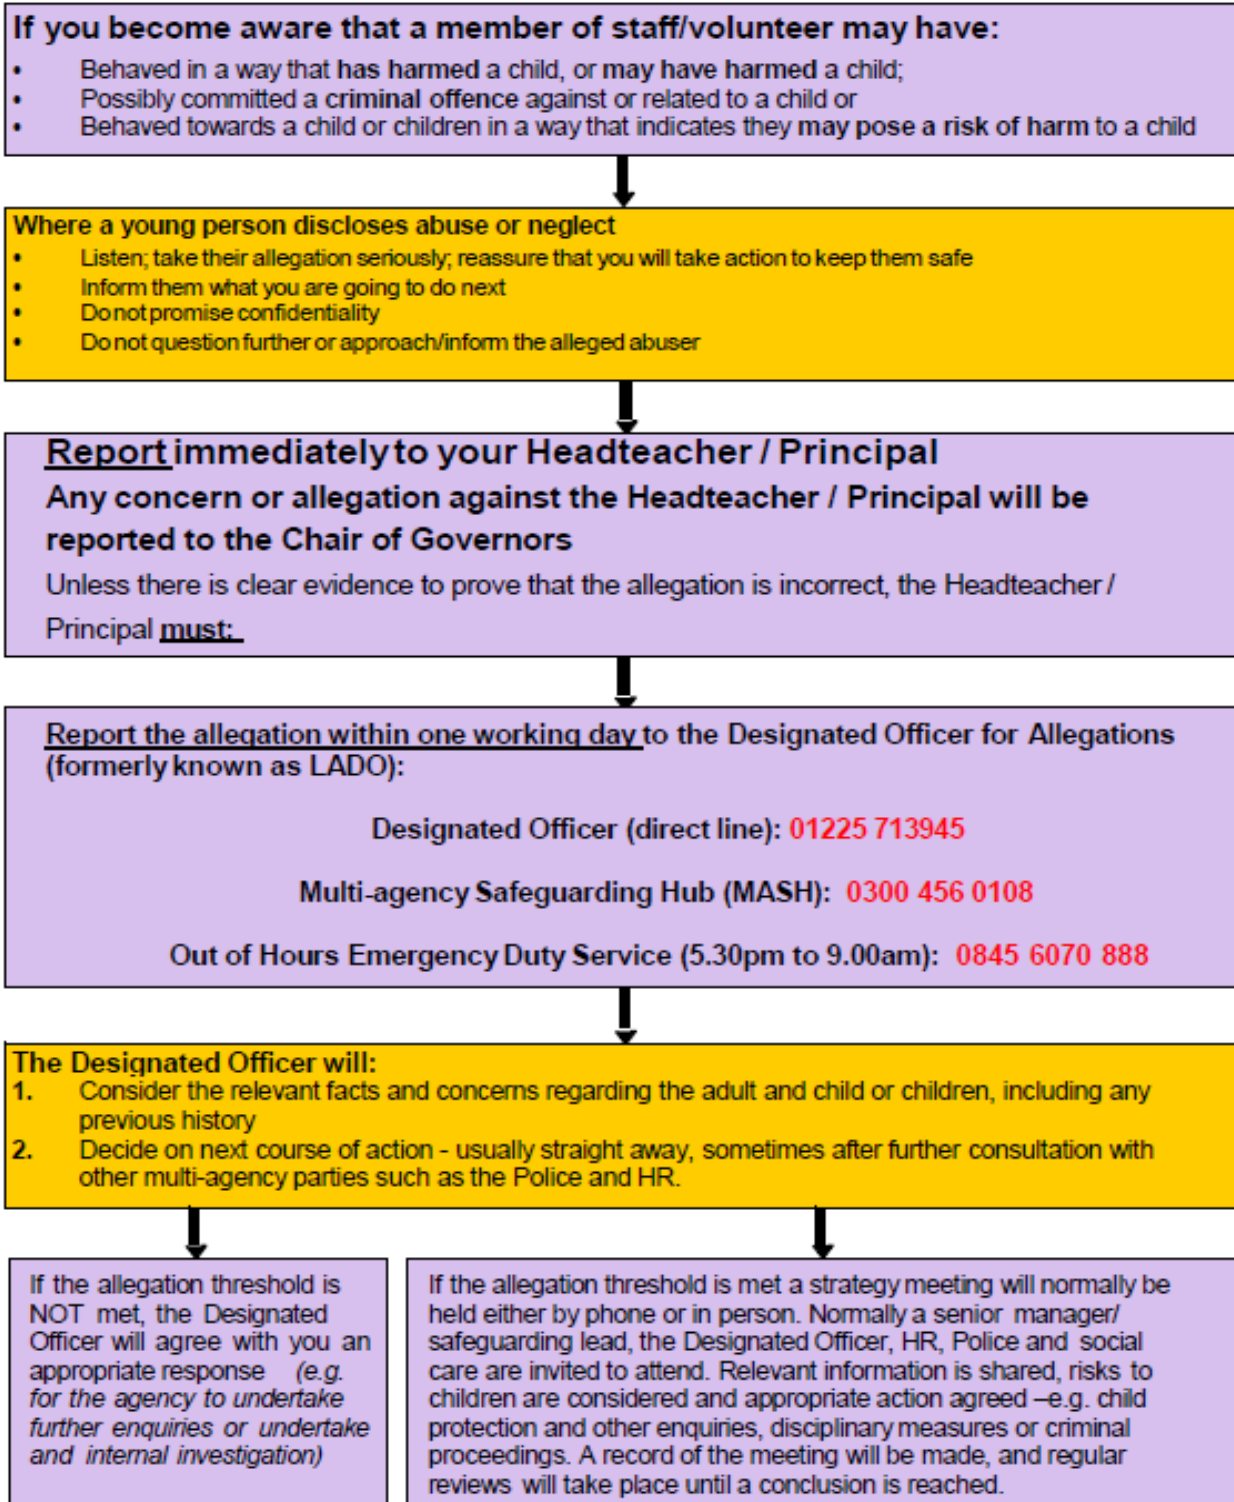 If you become aware that a member of staff/volunteer may have:
• Behaved in a way that has harmed a child, or may have harmed a child;
• Possibly committed a criminal offence against or related to a child or
• Behaved towards a child or children in a way that indicates they may pose a risk of harm to a child
Where a young person discloses abuse or neglect
• Listen; take their allegation seriously; reassure that you will take action to keep them safe
• Inform them what you are going to do next
• Do not promise confidentiality
• Do not question further or approach/inform the alleged abuser
Report immediately to your Headteacher / Principal
Any concern or allegation against the Headteacher / Principal will be
reported to the Chair of Governors
Unless there is clear evidence to prove that the allegation is incorrect, the Headteacher /
Principal must:
Report the allegation within one working day to the Designated Officer for Allegations
(formerly known as LADO):
Designated Officer (direct line): 01225 713945
Multi-agency Safeguarding Hub (MASH): 0300 456 0108
Out of Hours Emergency Duty Service (5.30pm to 9.00am): 0845 6070 888
The Designated Officer will:
1. Consider the relevant facts and concerns regarding the adult and child or children, including any
previous history
2. Decide on next course of action - usually straight away, sometimes after further consultation with
other multi-agency parties such as the Police and HR.
If the allegation threshold is
NOT met, the Designated
Officer will agree with you an
appropriate response (e.g.
for the agency to undertake
further enquiries or undertake
and internal investigation)
If the allegation threshold is met a strategy meeting will normally be
held either by phone or in person. Normally a senior manager/
safeguarding lead, the Designated Officer, HR, Police and social
care are invited to attend. Relevant information is shared, risks to
children are considered and appropriate action agreed –e.g. child
protection and other enquiries, disciplinary measures or criminal
proceedings. A record of the meeting will be made, and regular
reviews will take place until a conclusion is reached.